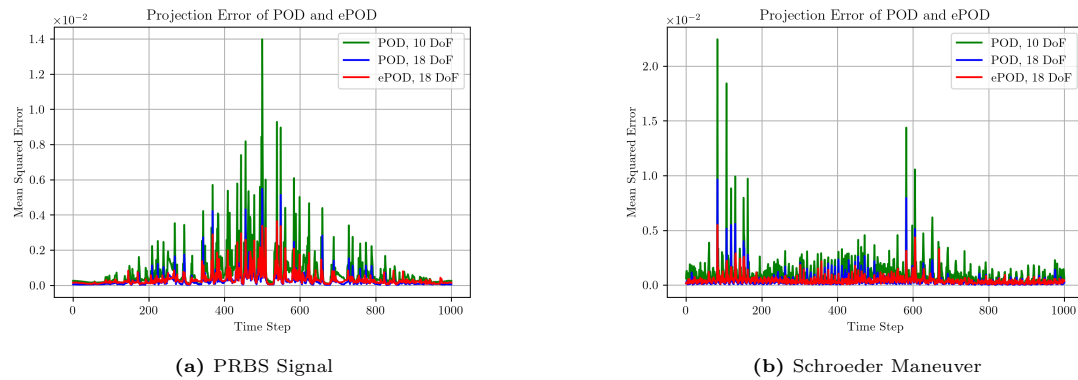 Projection Error of POD and ePOD
1e−02
1.4
1.2
1.0
0.8
0.6
0.4
0.2
0.0
Mean Squared Error
POD, 10 DoF
POD, 18 DoF
ePOD, 18 DoF
0 200 400 600 800 1000
Time Step
(a) PRBS Signal
Projection Error of POD and ePOD
1e−02
2.0
1.5
1.0
0.5
0.0
Mean Squared Error
POD, 10 DoF
POD, 18 DoF
ePOD, 18 DoF
0 200 400 600 800 1000
Time Step
(b) Schroeder Maneuver